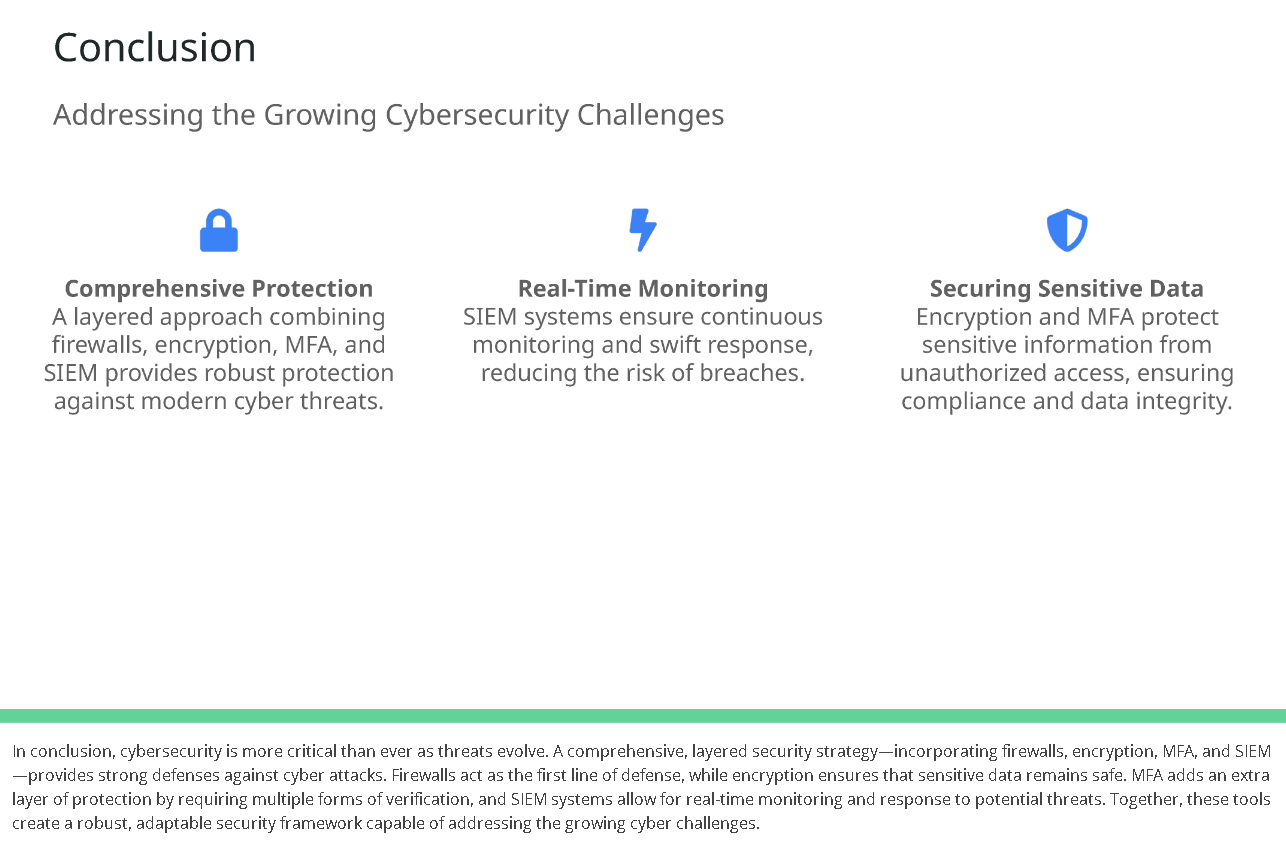 Conclusion
Addressing the Growing Cybersecurity Challenges
Comprehensive Protection
A layered approach combining
firewalls, encryption, MFA, and
SIEM provides robust protection
against modern cyber threats.
Real-Time Monitoring
SIEM systems ensure continuous
monitoring and swift response,
reducing the risk of breaches.
Securing Sensitive Data
Encryption and MFA protect
sensitive information from
unauthorized access, ensuring
compliance and data integrity.
In conclusion, cybersecurity is more critical than ever as threats evolve. A comprehensive, layered security strategy—incorporating firewalls, encryption, MFA, and SIEM
—provides strong defenses against cyber attacks. Firewalls act as the first line of defense, while encryption ensures that sensitive data remains safe. MFA adds an extra
layer of protection by requiring multiple forms of verification, and SIEM systems allow for real-time monitoring and response to potential threats. Together, these tools
create a robust, adaptable security framework capable of addressing the growing cyber challenges.